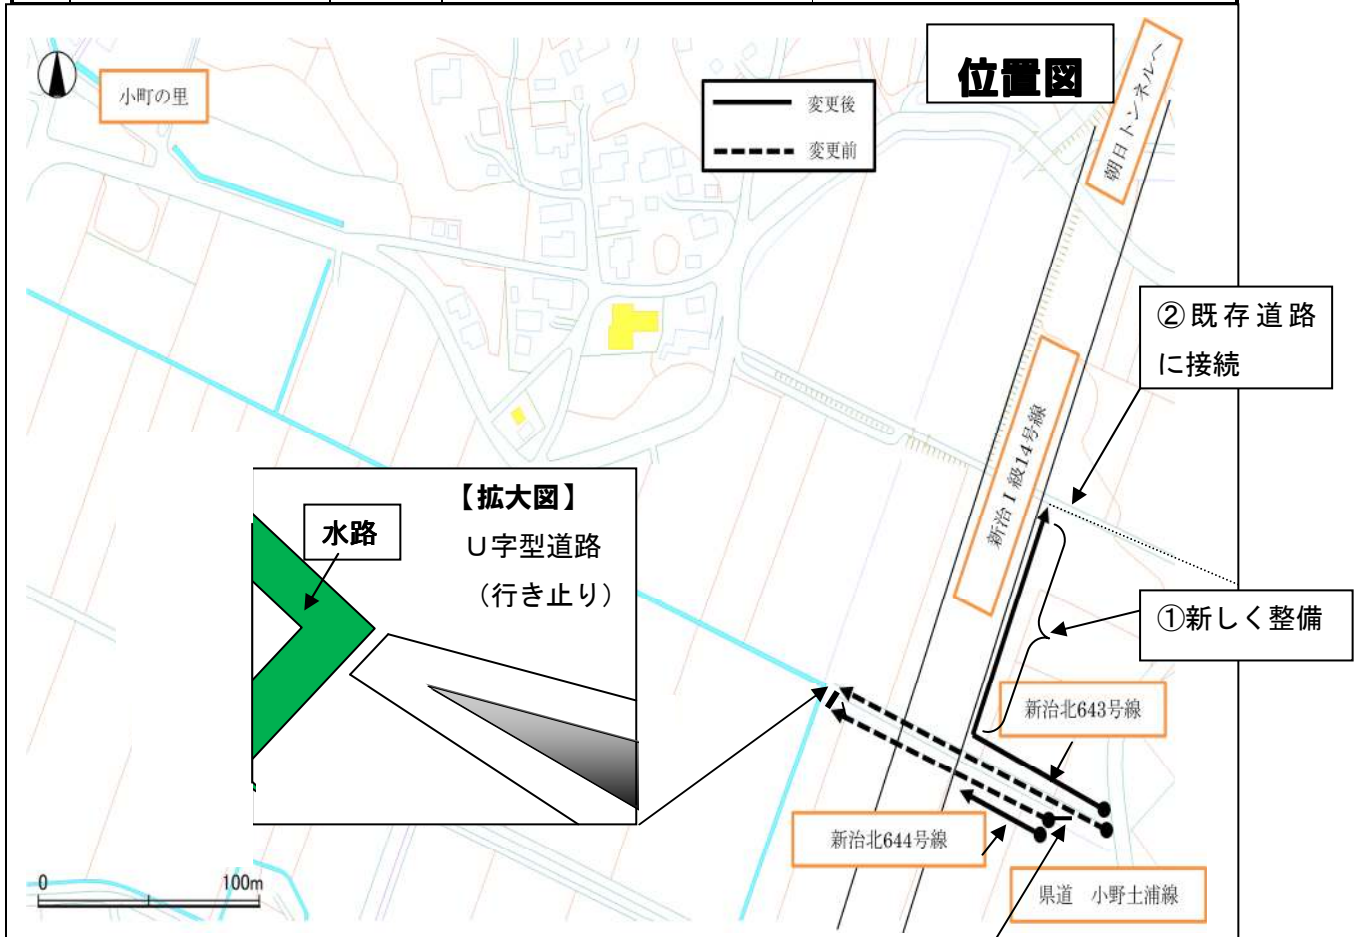 位置図
小町の里
変更後
変更前
朝日トンネルへ
②既存道路
に接続
新治Ⅰ級14号線
【拡大図】
U字型道路
（行き止り）
水路
①新しく整備
新治北643号線
新治北644号線
県道　小野土浦線
0
100m